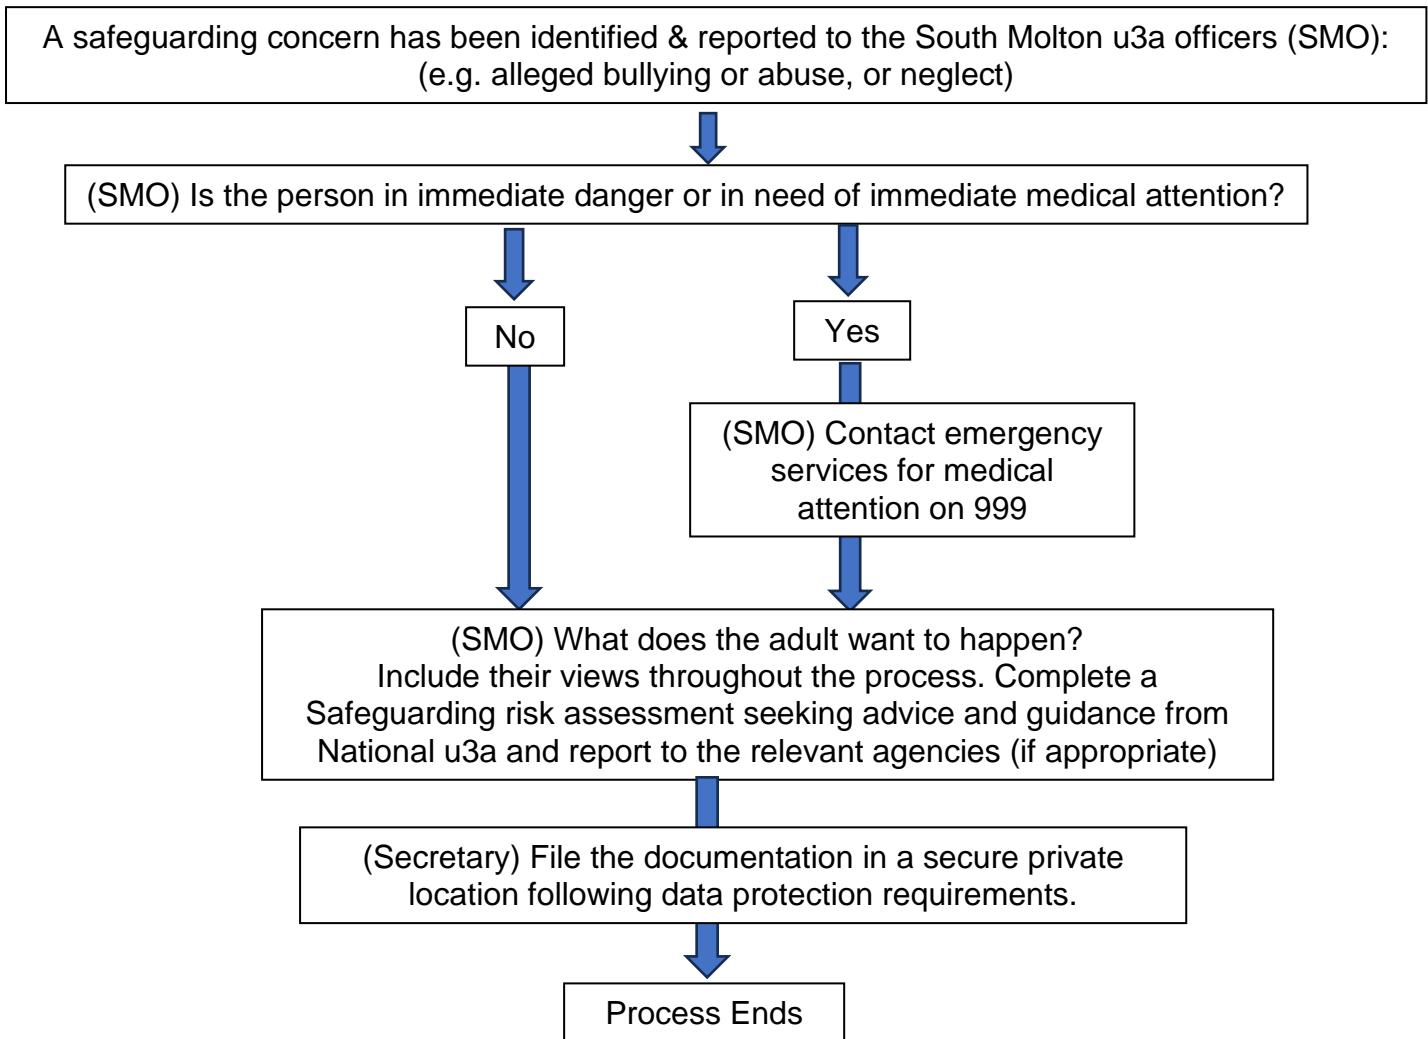 A safeguarding concern has been identified & reported to the South Molton u3a officers (SMO):
(e.g. alleged bullying or abuse, or neglect)
(SMO) Is the person in immediate danger or in need of immediate medical attention?
No
Yes
(SMO) Contact emergency
services for medical
attention on 999
(SMO) What does the adult want to happen?
Include their views throughout the process. Complete a
Safeguarding risk assessment seeking advice and guidance from
National u3a and report to the relevant agencies (if appropriate)
(Secretary) File the documentation in a secure private
location following data protection requirements.
Process Ends